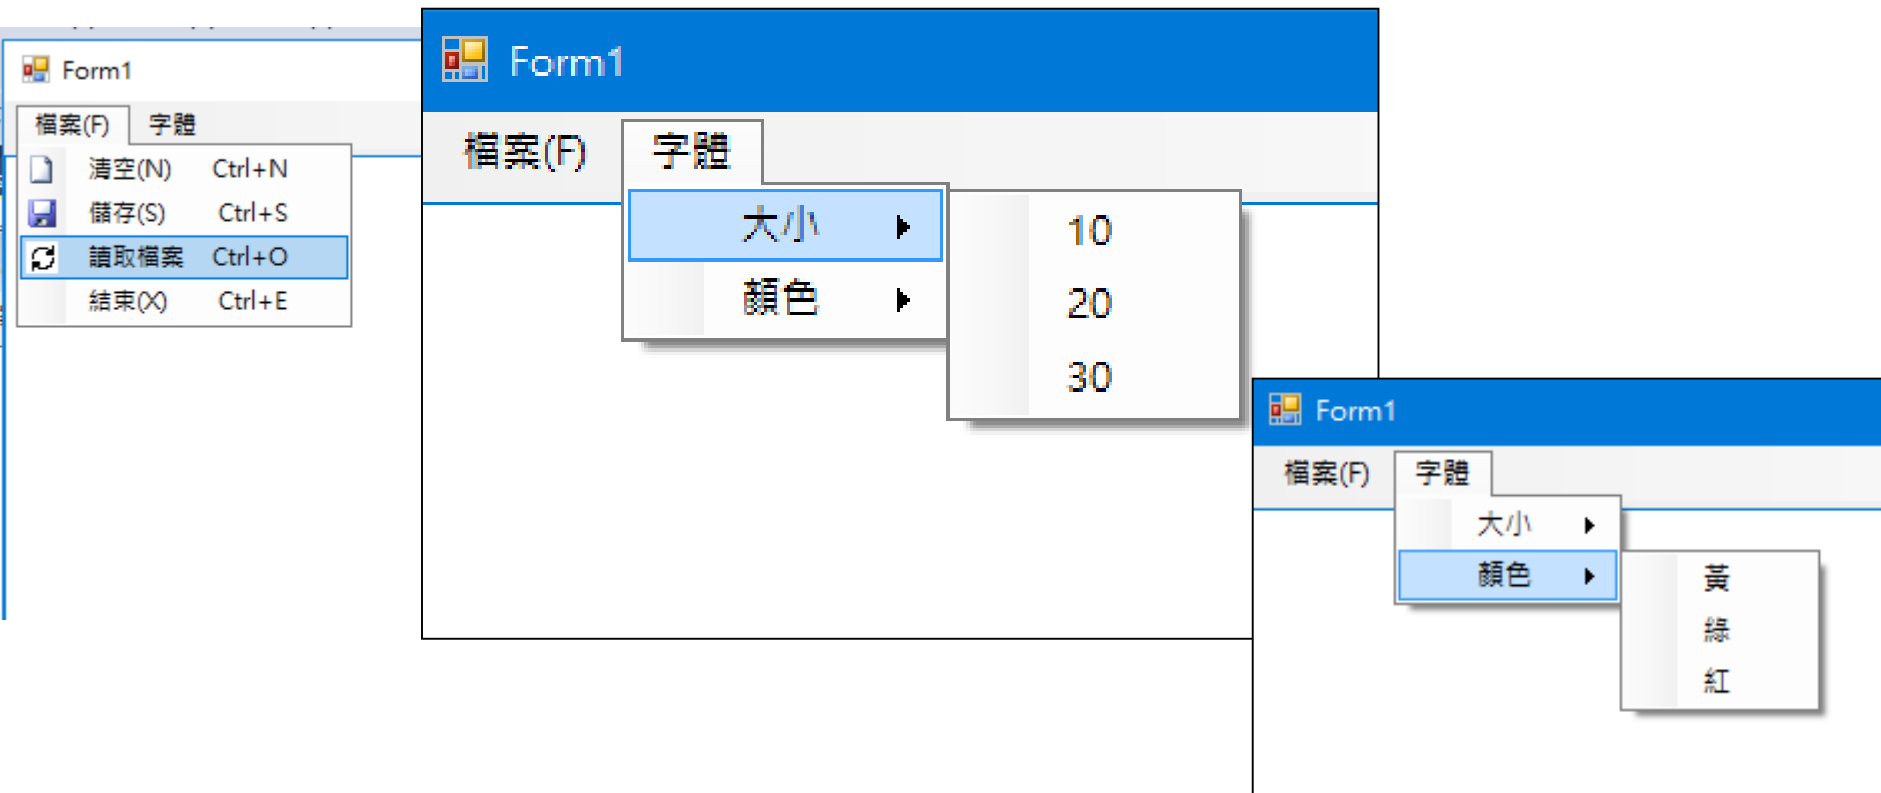 Form1
檔案(F) 字體
清空(N) Ctrl+N
儲存(S) Ctrl+S
讀取檔案 Ctrl+O
結束(X) Ctrl+E
Form1
檔案(F) 字體
大小
顏色
10
20
30
Form1
檔案(F) 字體
大小
顏色
黃
綠
紅